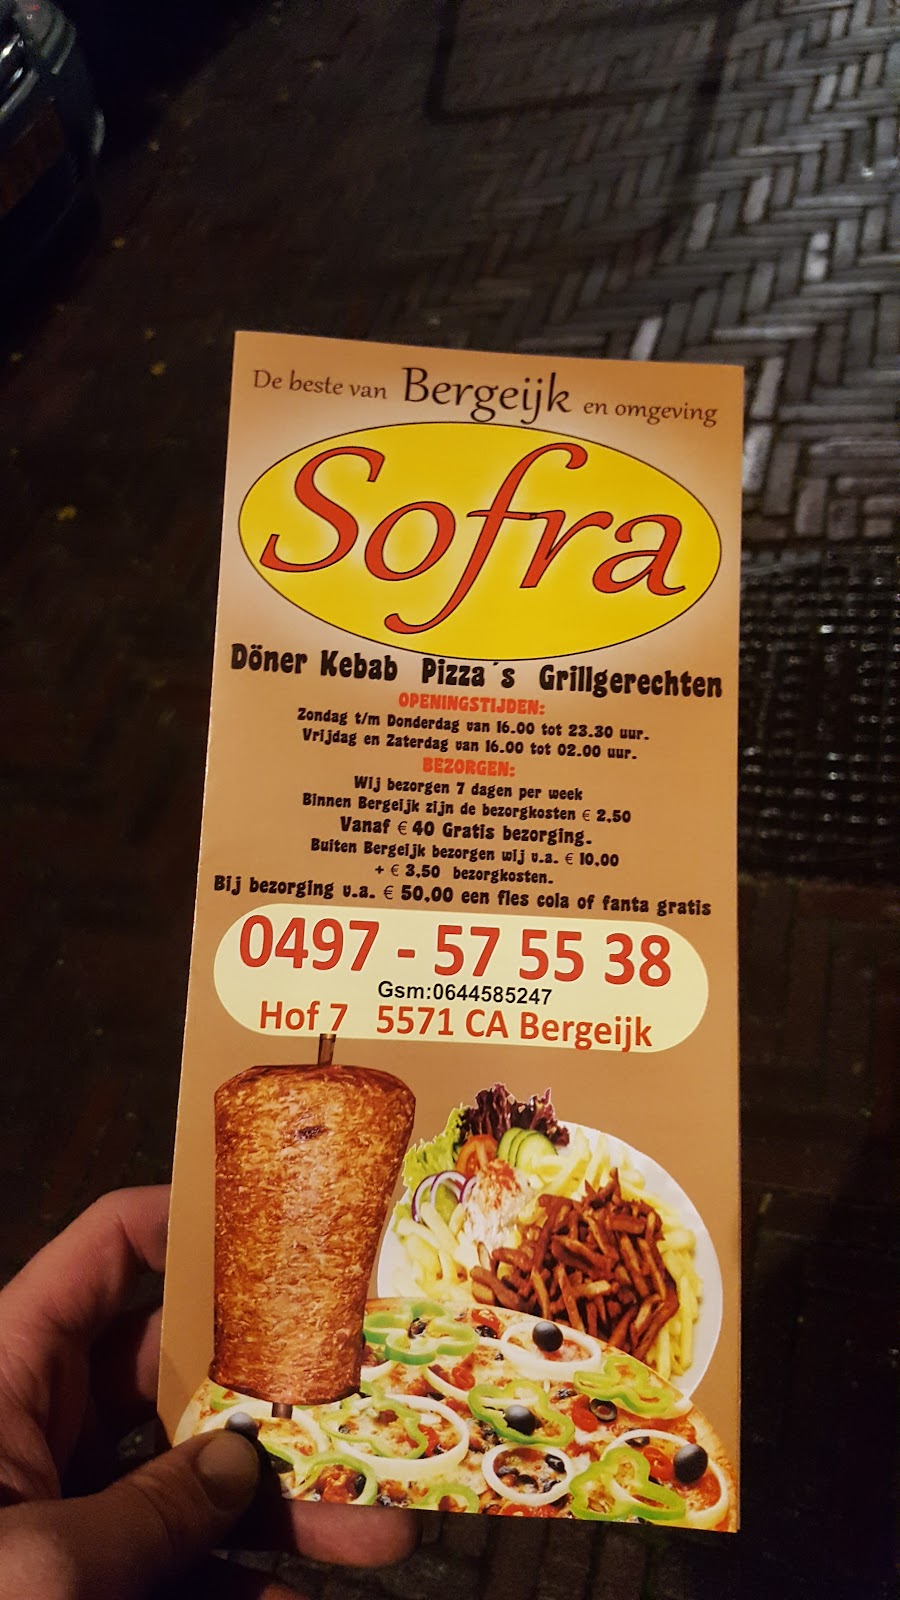 De beste van Bergeijk en omgeving
Sofra
Döner Kebab Pizza´s Grillgerechten
OPENINGSTIJDEN:
Zondag t/m Donderdag van 16.00 tot 23.30 uur.
Vrijdag en Zaterdag van 16.00 tot 02.00 uur.
BEZORGEN:
Wij bezorgen 7 dagen per week
Binnen Bergeijk zijn de bezorgkosten € 2,50
Vanaf € 40 Gratis bezorging.
Buiten Bergeijk bezorgen wij v.a. € 10,00
+ € 3,50 bezorgkosten.
Bij bezorging v.a. € 50,00 een fles cola of fanta gratis
0497 - 57 55 38
Gsm:0644585247
Hof 7 5571 CA Bergeijk